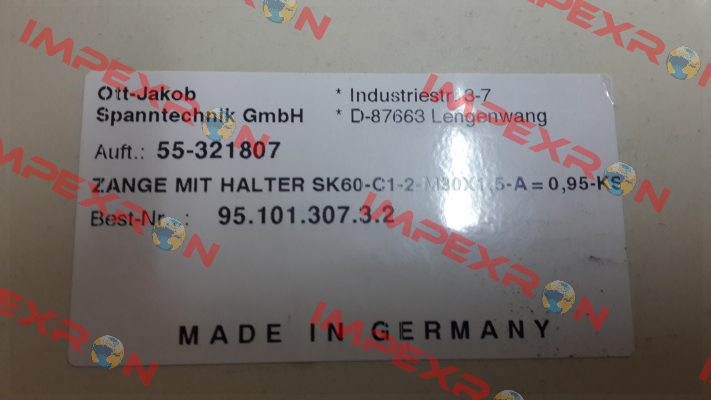 Ott-Jakob * Industriestr. 3-7
Spanntechnik GmbH * D-87663 Lengenwang
Auft.: 55-321807
ZANGE MIT HALTER SK60-C1-2-M30X1,5-A = 0,95-KS
Best-Nr. : 95.101.307.3.2
MADE IN GERMANY
IMPEXRON
IMPEXRON
IMPEXRON
IMPEXRON
IMPEXRON
IMPEXRON
IMPEXRON